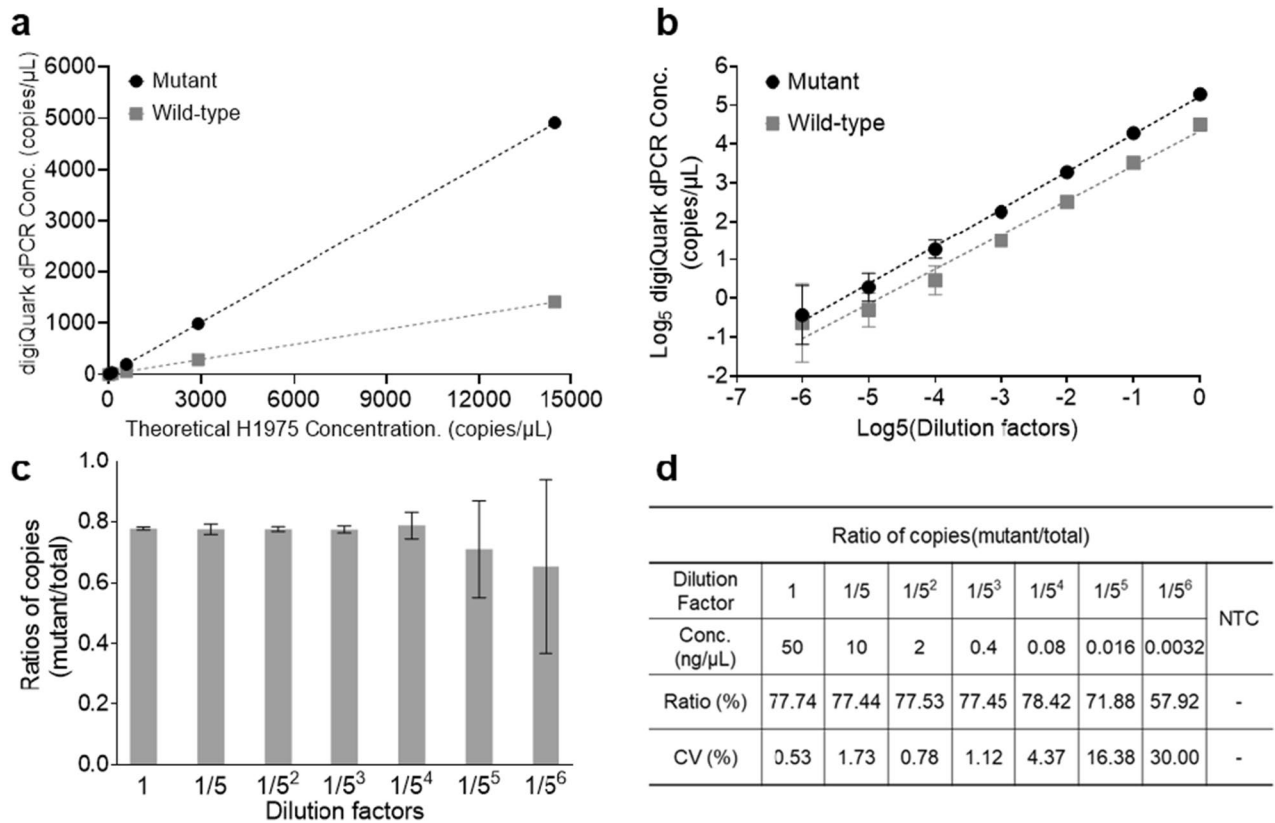 a
digiQuark dPCR Conc. (copies/µL)
6000
5000
4000
3000
2000
1000
0
Mutant
Wild-type
0 3000 6000 9000 12000 15000
Theoretical H1975 Concentration. (copies/µL)
b
Log5 digiQuark dPCR Conc.
(copies/µL)
6
5
4
3
2
1
0
-1
-2
Mutant
Wild-type
-7 -6 -5 -4 -3 -2 -1 0
Log5(Dilution factors)
c
Ratios of copies
(mutant/total)
1.0
0.8
0.6
0.4
0.2
0.0
1 1/5 1/5² 1/5³ 1/5⁴ 1/5⁵ 1/5⁶
Dilution factors
d
Ratio of copies(mutant/total)
Dilution
Factor 1 1/5 1/5² 1/5³ 1/5⁴ 1/5⁵ 1/5⁶ NTC
Conc.
(ng/µL) 50 10 2 0.4 0.08 0.016 0.0032
Ratio (%) 77.74 77.44 77.53 77.45 78.42 71.88 57.92 -
CV (%) 0.53 1.73 0.78 1.12 4.37 16.38 30.00 -